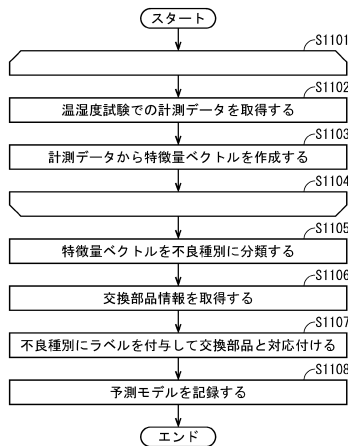 スタート
S1101
S1102
温湿度試験での計測データを取得する
S1103
計測データから特徴量ベクトルを作成する
S1104
S1105
特徴量ベクトルを不良種別に分類する
S1106
交換部品情報を取得する
S1107
不良種別にラベルを付与して交換部品と対応付ける
S1108
予測モデルを記録する
エンド